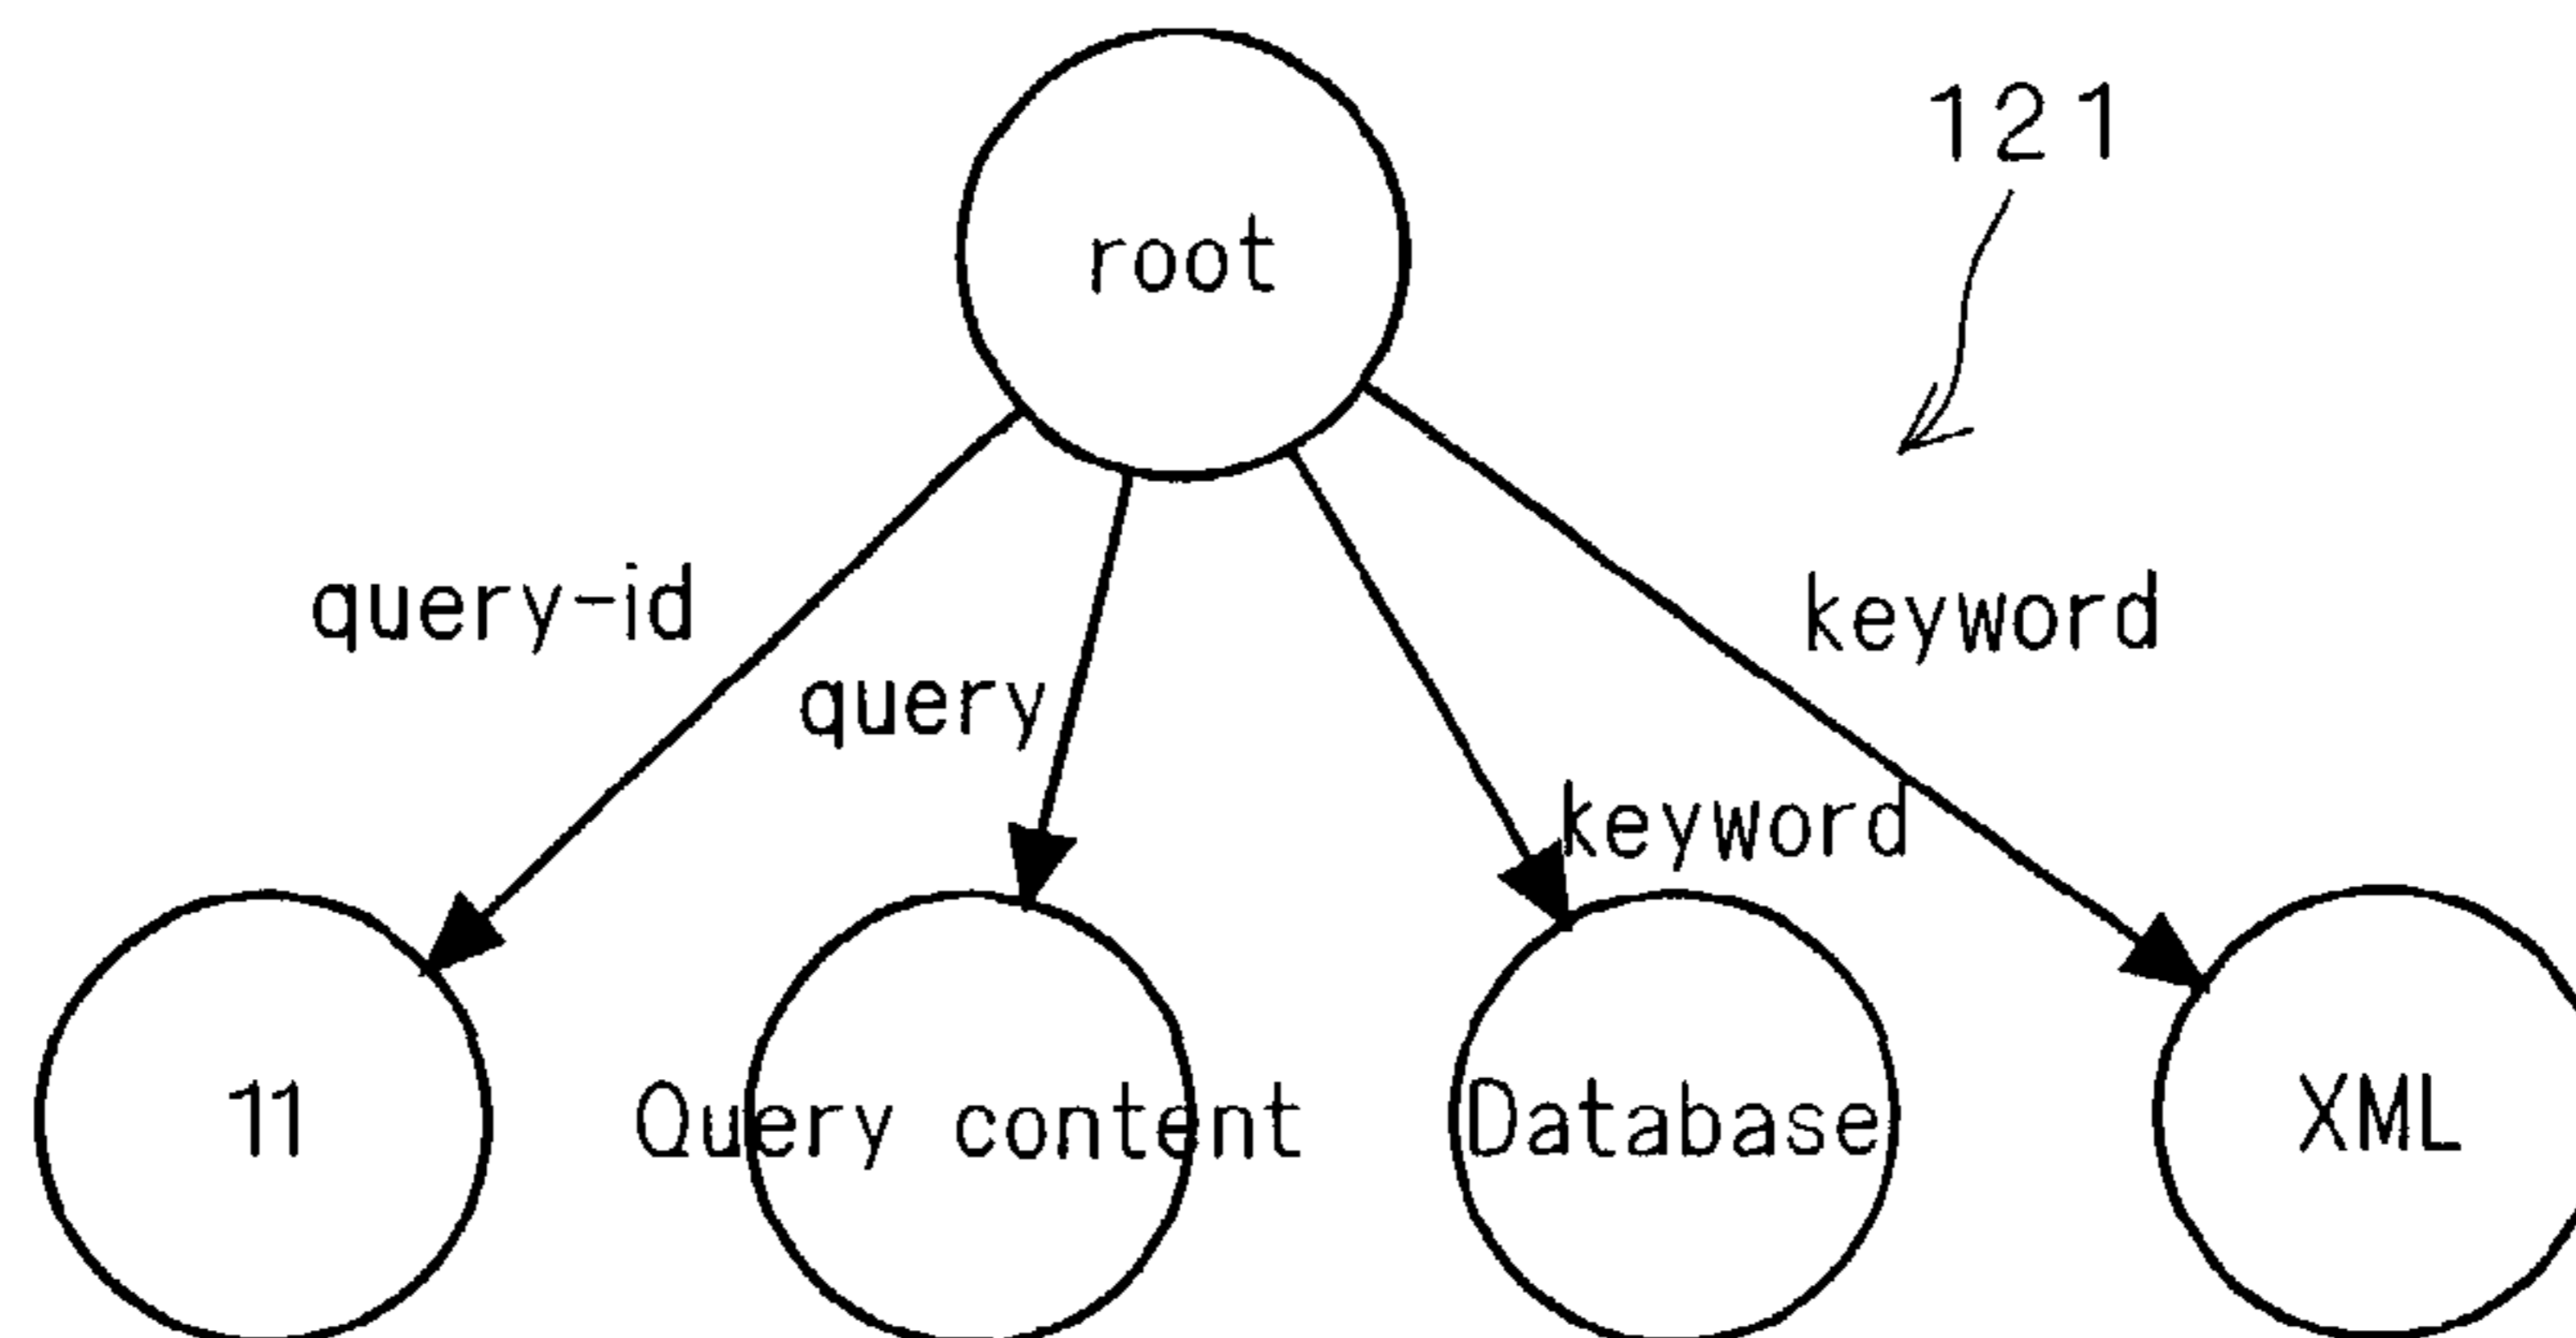 121
root
query-id
keyword
query
keyword
11
Query content
Database
XML